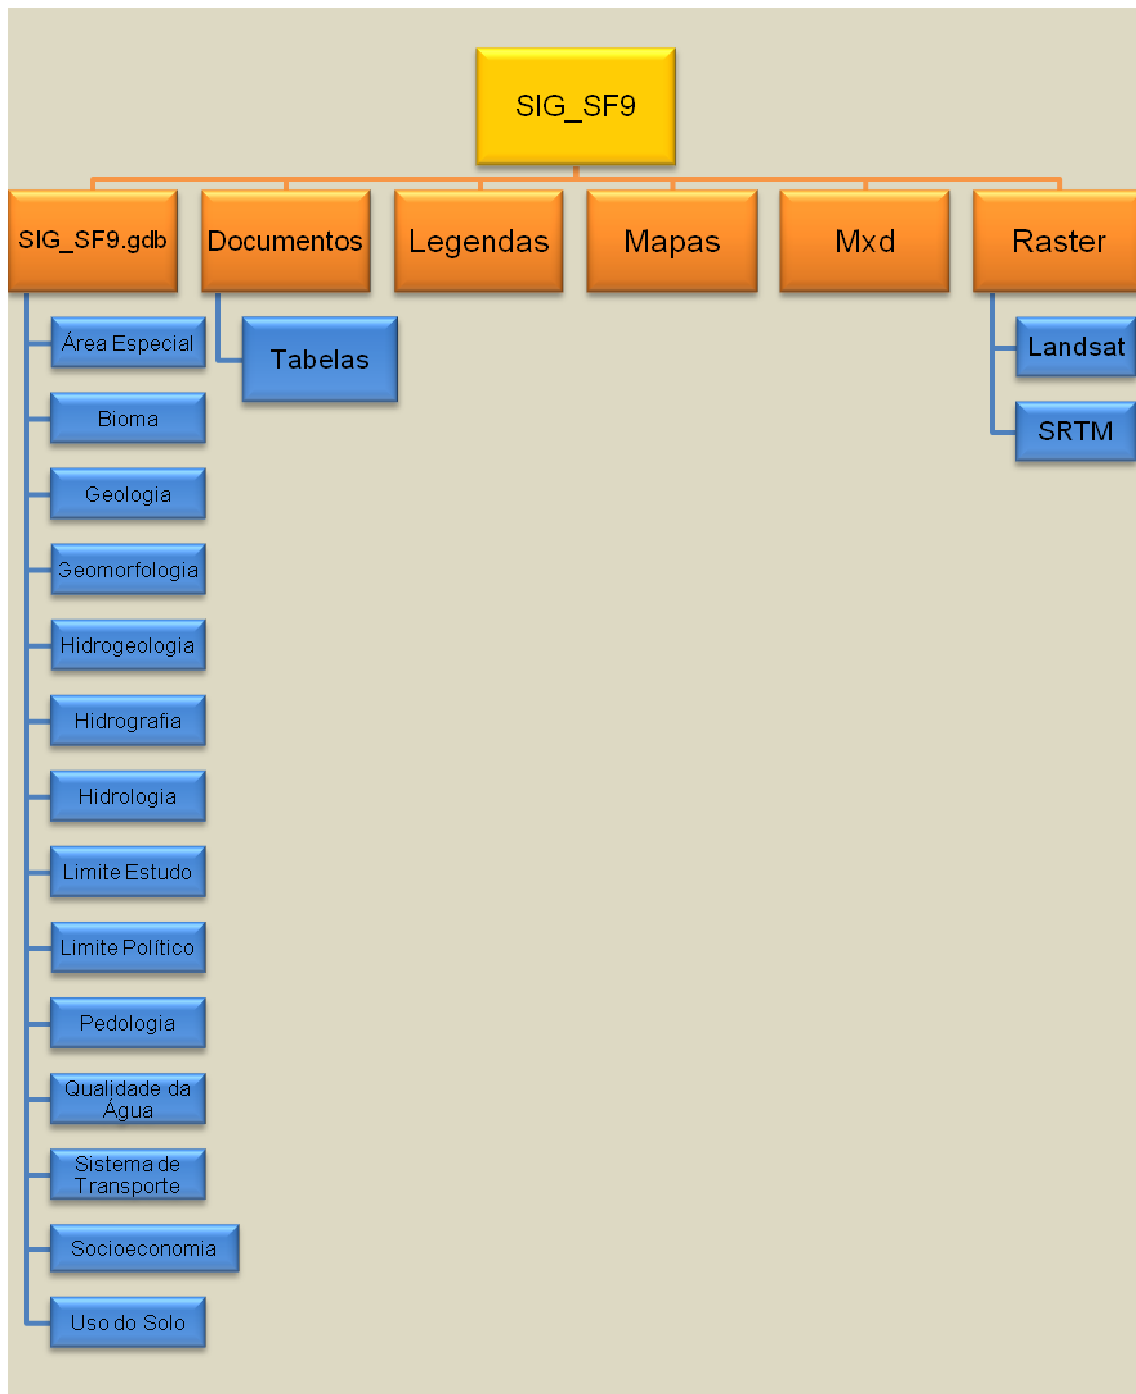 SIG_SF9
SIG_SF9.gdb
Documentos
Legendas
Mapas
Mxd
Raster
Área Especial
Bioma
Geologia
Geomorfologia
Hidrogeologia
Hidrografia
Hidrologia
Limite Estudo
Limite Político
Pedologia
Qualidade da
Água
Sistema de
Transporte
Socioeconomia
Uso do Solo
Tabelas
Landsat
SRTM